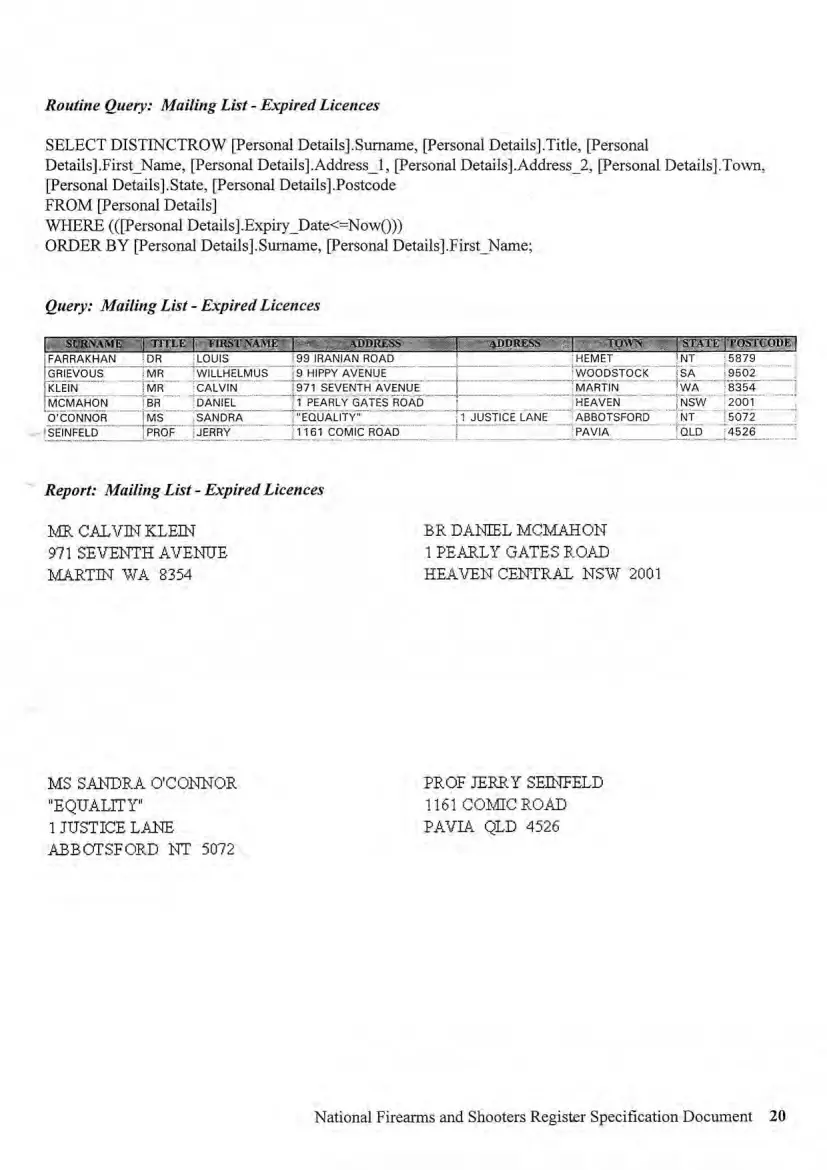 Routine Query: Mailing List - Expired Licences
SELECT DISTINCTROW [Personal Details].Surname, [Personal Details].Title, [Personal
Details].First_Name, [Personal Details].Address_1, [Personal Details].Address_2, [Personal Details].Town,
[Personal Details].State, [Personal Details].Postcode
FROM [Personal Details]
WHERE (([Personal Details].Expiry_Date<=Now()))
ORDER BY [Personal Details].Surname, [Personal Details].First_Name;
Query: Mailing List - Expired Licences
SURNAME TITLE FIRST NAME ADDRESS ADDRESS TOWN STATE POSTCODE
FARRAKHAN DR LOUIS 99 IRANIAN ROAD HEMET NT 5879
GRIEVOUS MR WILLHELMUS 9 HIPPY AVENUE WOODSTOCK SA 9502
KLEIN MR CALVIN 971 SEVENTH AVENUE MARTIN WA 8354
MCMAHON BR DANIEL 1 PEARLY GATES ROAD HEAVEN NSW 2001
O'CONNOR MS SANDRA "EQUALITY" 1 JUSTICE LANE ABBOTSFORD NT 5072
SEINFELD PROF JERRY 1161 COMIC ROAD PAVIA QLD 4526
Report: Mailing List - Expired Licences
MR CALVIN KLEIN
971 SEVENTH AVENUE
MARTIN WA 8354
BR DANIEL MCMAHON
1 PEARLY GATES ROAD
HEAVEN CENTRAL NSW 2001
MS SANDRA O'CONNOR
"EQUALITY"
1 JUSTICE LANE
ABBOTSFORD NT 5072
PROF JERRY SEINFELD
1161 COMIC ROAD
PAVIA QLD 4526
National Firearms and Shooters Register Specification Document 20